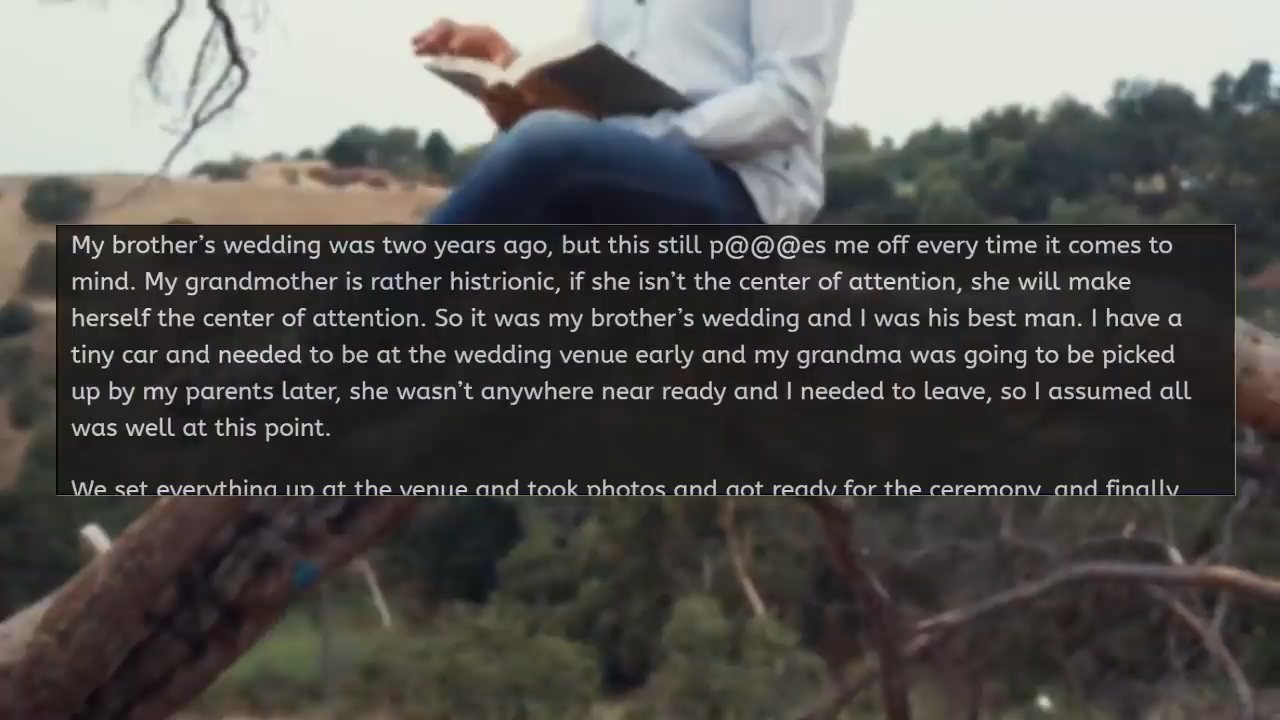 My brother’s wedding was two years ago, but this still p@@@es me off every time it comes to
mind. My grandmother is rather histrionic, if she isn’t the center of attention, she will make
herself the center of attention. So it was my brother’s wedding and I was his best man. I have a
tiny car and needed to be at the wedding venue early and my grandma was going to be picked
up by my parents later, she wasn’t anywhere near ready and I needed to leave, so I assumed all
was well at this point.
We set everything up at the venue and took photos and got ready for the ceremony, and finally